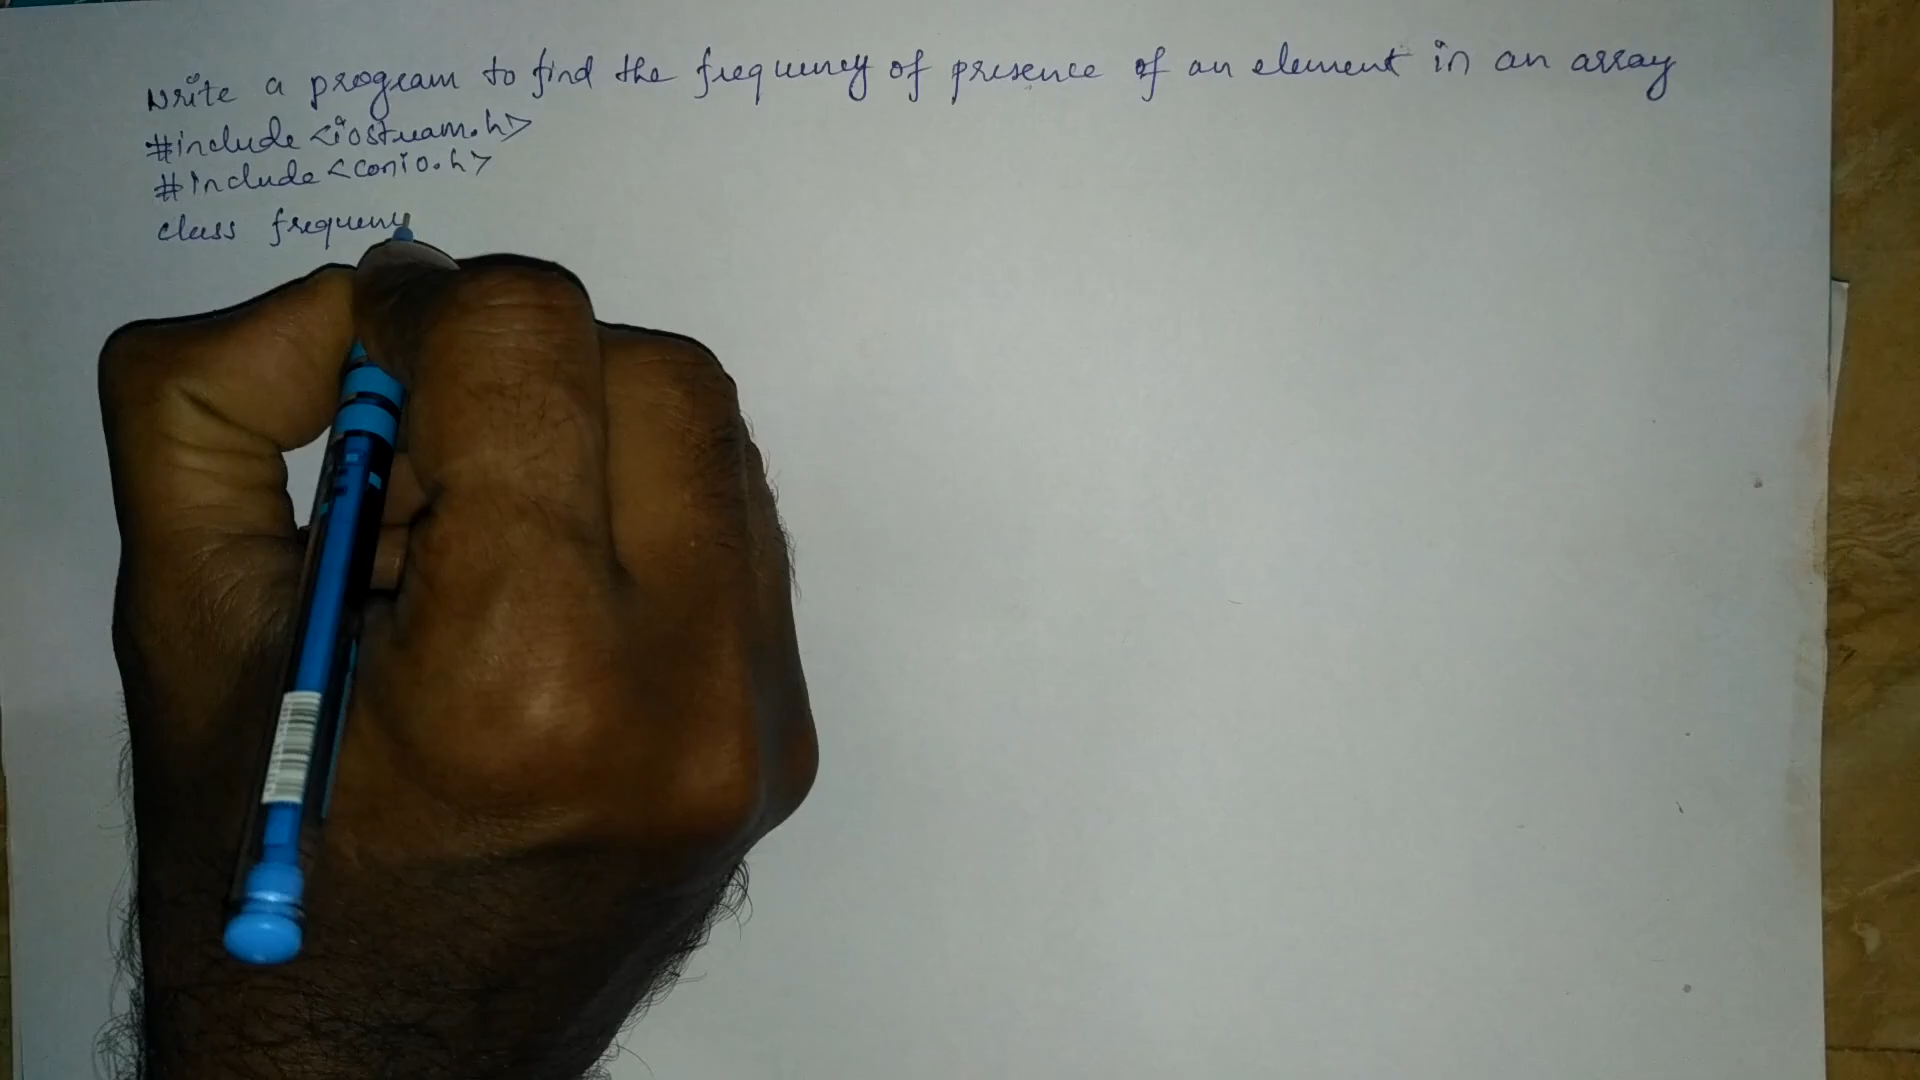 Write a program to find the frequency of presence of an element in an array
#include <iostream.h>
#include <conio.h>
class frequency